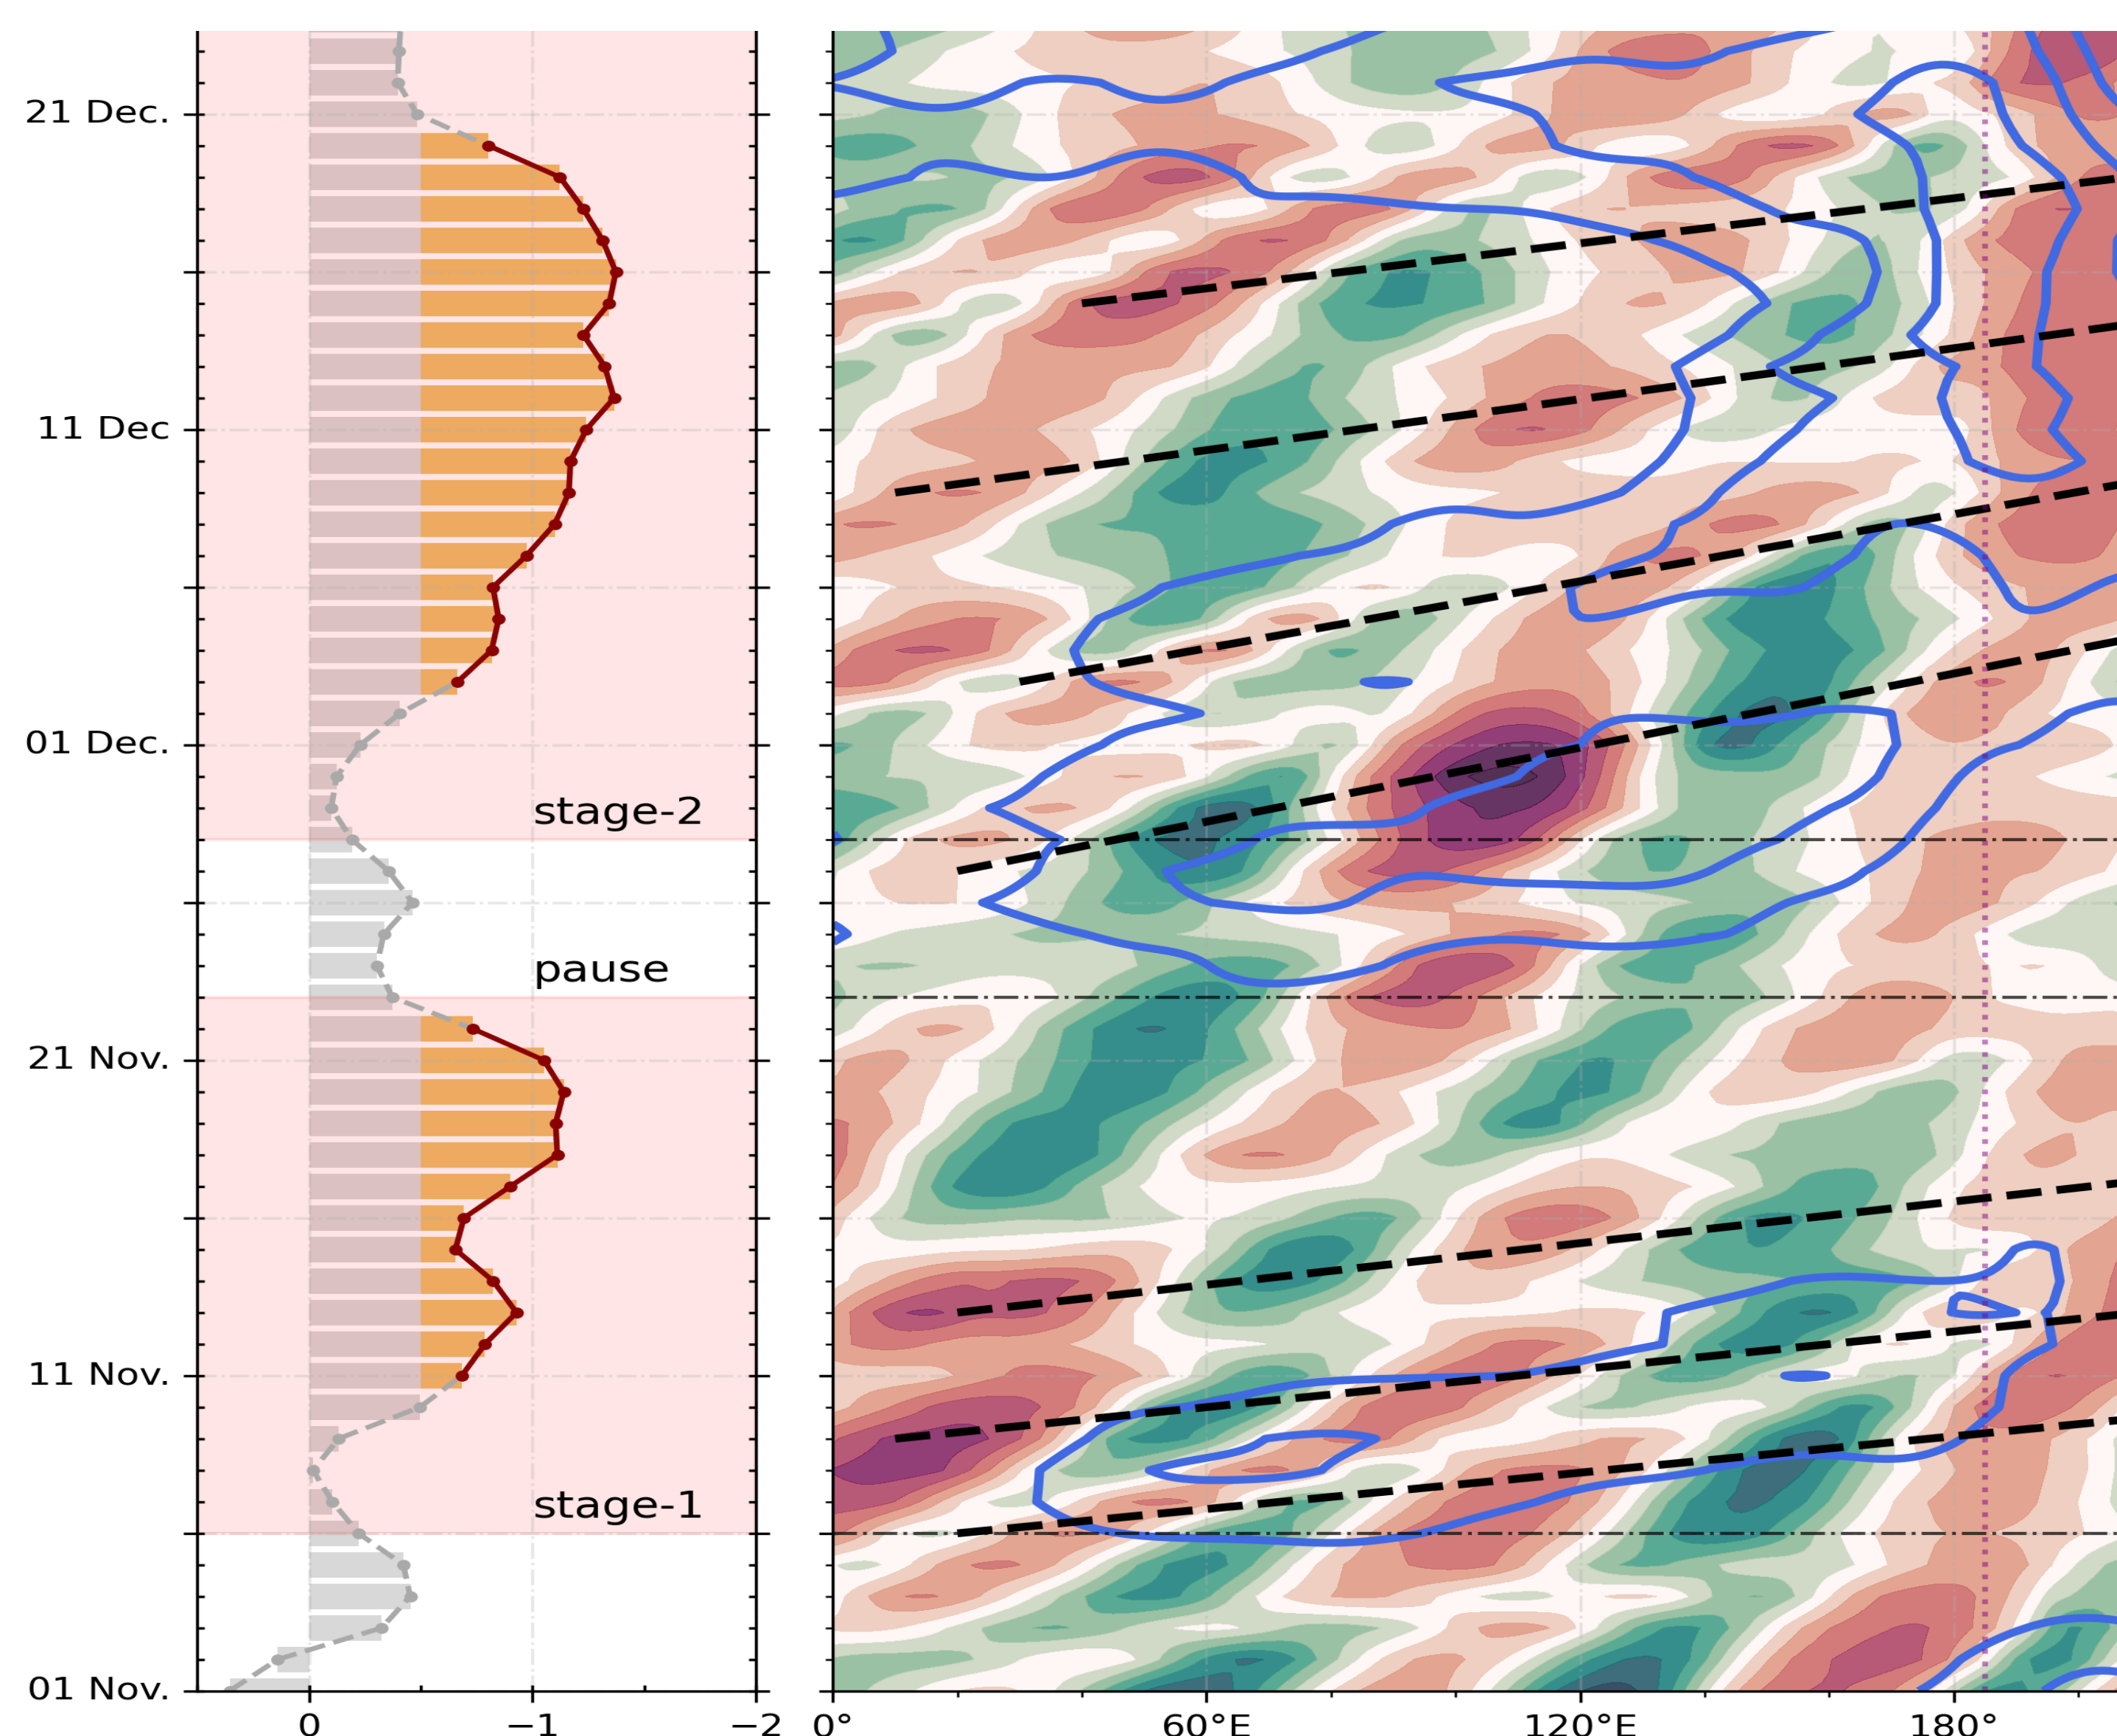 21 Dec.
11 Dec
01 Dec.
stage-2
pause
21 Nov.
11 Nov.
stage-1
01 Nov.
0 −1 −2 0° 60°E 120°E 180°